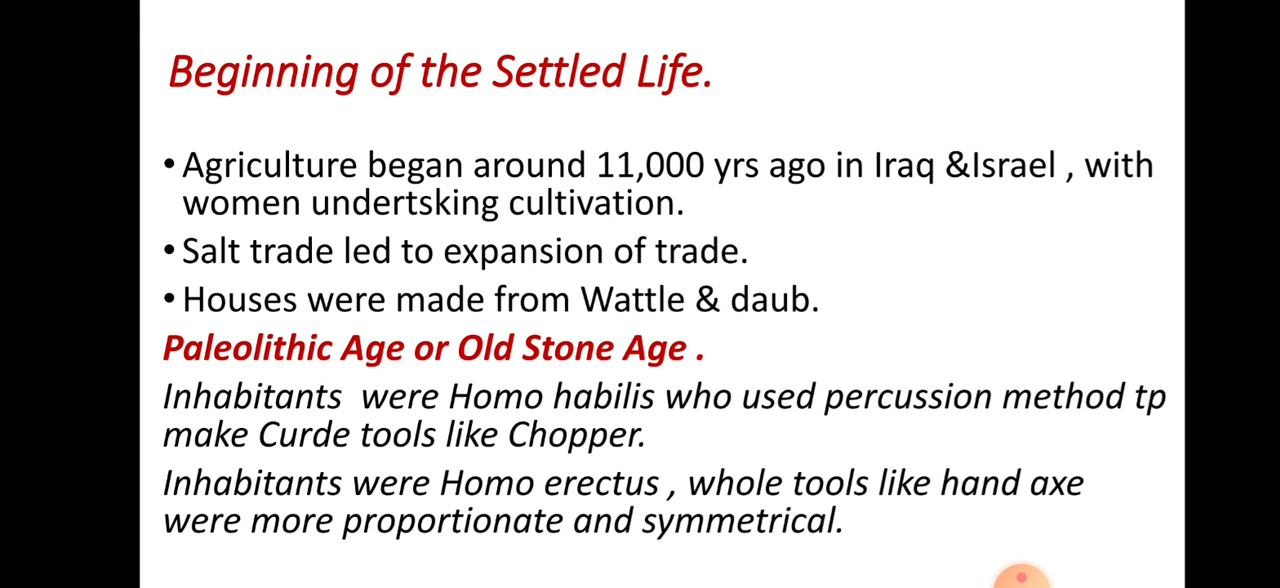 Beginning of the Settled Life.
• Agriculture began around 11,000 yrs ago in Iraq &Israel , with
women undertsking cultivation.
• Salt trade led to expansion of trade.
• Houses were made from Wattle & daub.
Paleolithic Age or Old Stone Age .
Inhabitants were Homo habilis who used percussion method tp
make Curde tools like Chopper.
Inhabitants were Homo erectus , whole tools like hand axe
were more proportionate and symmetrical.